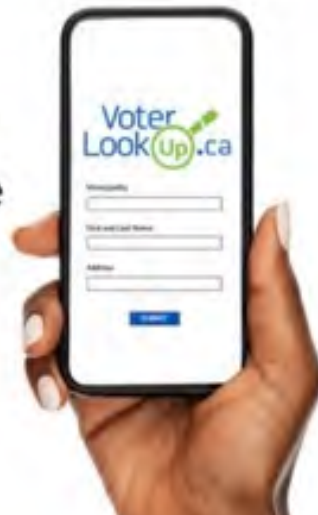 Voter
LookUp.ca
Municipality
First and Last Name
Address
SUBMIT